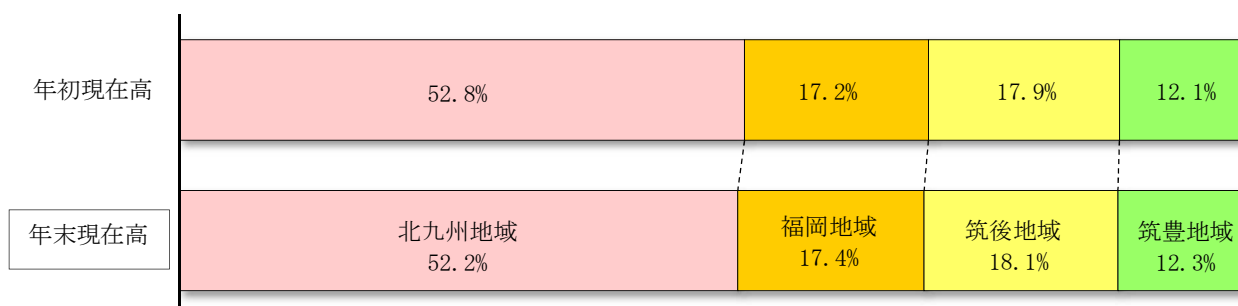 年初現在高
52.8%
17.2%
17.9%
12.1%
年末現在高
北九州地域
52.2%
福岡地域
17.4%
筑後地域
18.1%
筑豊地域
12.3%